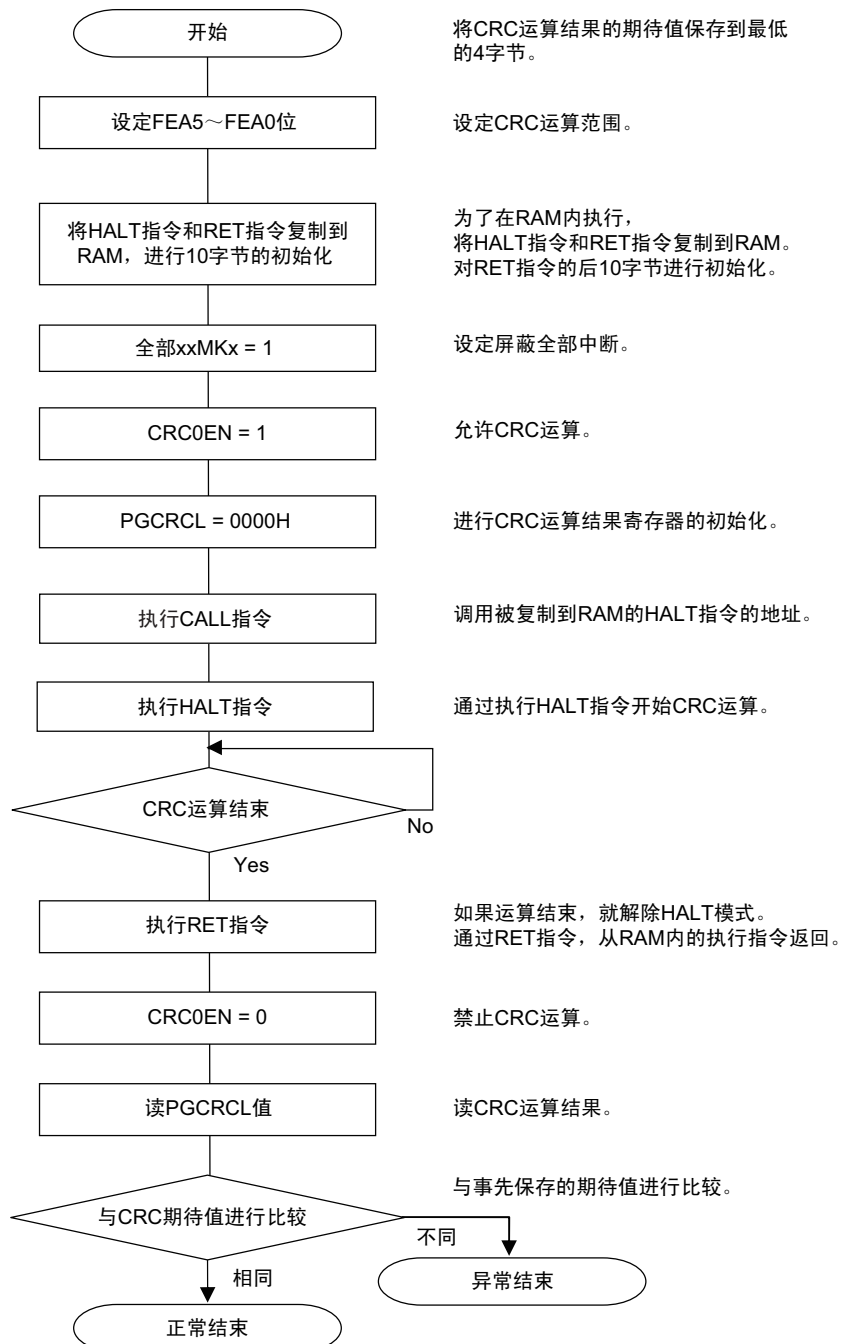 开始
将CRC运算结果的期待值保存到最低
的4字节。
设定FEA5～FEA0位
设定CRC运算范围。
将HALT指令和RET指令复制到
RAM，进行10字节的初始化
为了在RAM内执行，
将HALT指令和RET指令复制到RAM。
对RET指令的后10字节进行初始化。
全部xxMKx = 1
设定屏蔽全部中断。
CRC0EN = 1
允许CRC运算。
PGCRCL = 0000H
进行CRC运算结果寄存器的初始化。
执行CALL指令
调用被复制到RAM的HALT指令的地址。
执行HALT指令
通过执行HALT指令开始CRC运算。
CRC运算结束
No
Yes
执行RET指令
如果运算结束，就解除HALT模式。
通过RET指令，从RAM内的执行指令返回。
CRC0EN = 0
禁止CRC运算。
读PGCRCL值
读CRC运算结果。
与CRC期待值进行比较
与事先保存的期待值进行比较。
不同
相同
异常结束
正常结束